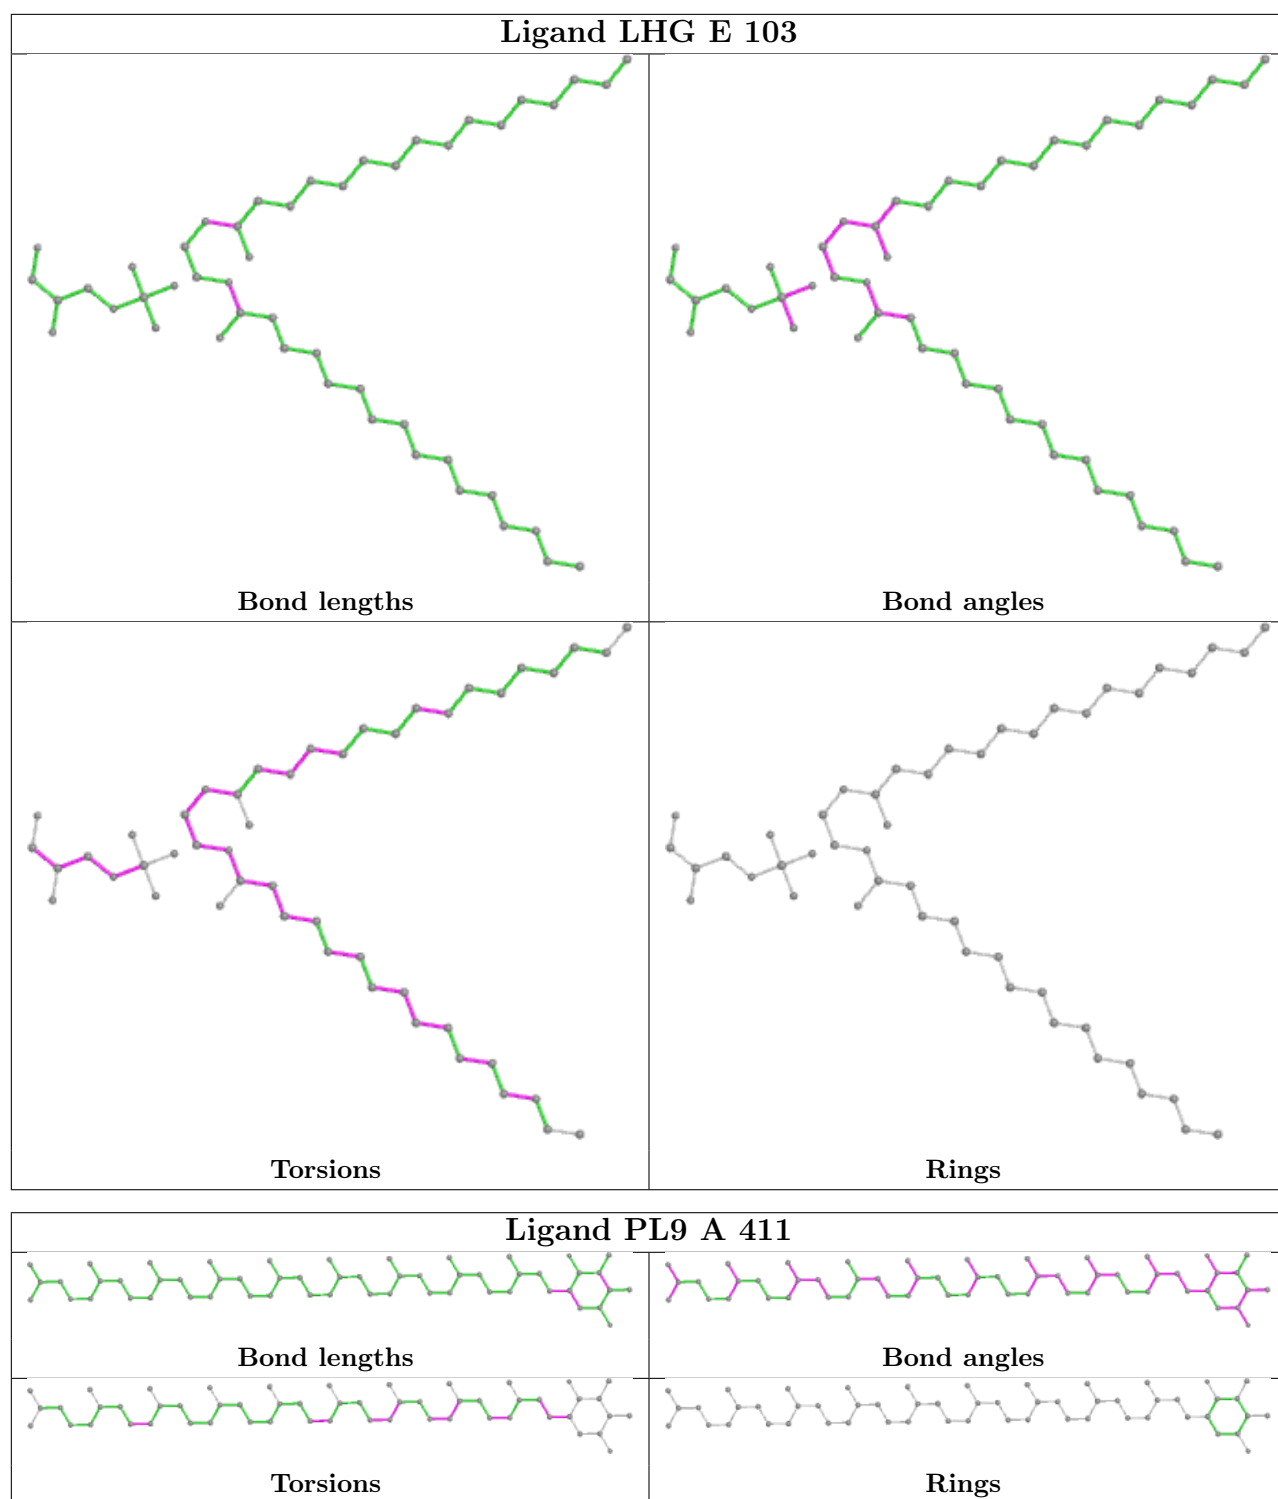 Ligand LHG E 103
Bond lengths
Bond angles
Torsions
Rings
Ligand PL9 A 411
Bond lengths
Bond angles
Torsions
Rings